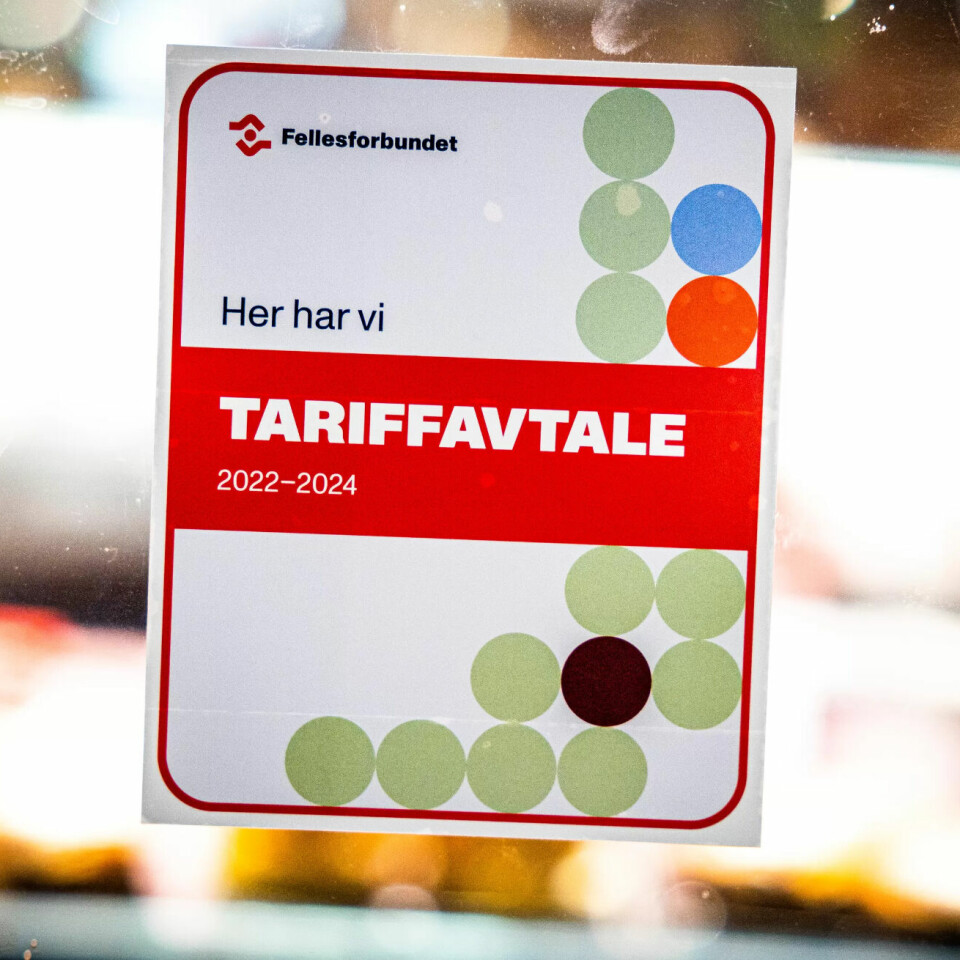 Fellesforbundet
Her har vi
TARIFFAVTALE
2022–2024